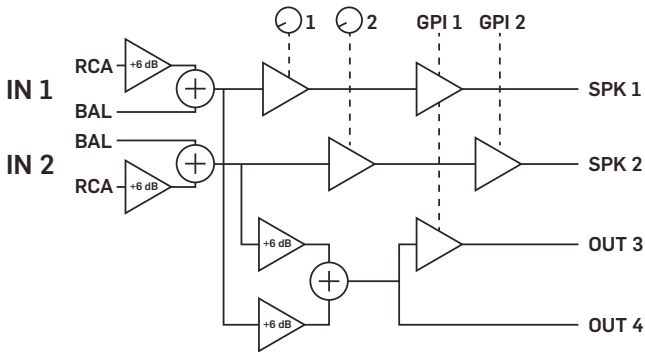 1 2 GPI 1 GPI 2
RCA +6 dB
IN 1 SPK 1
BAL
BAL
IN 2 SPK 2
RCA +6 dB
+6 dB OUT 3
+6 dB OUT 4